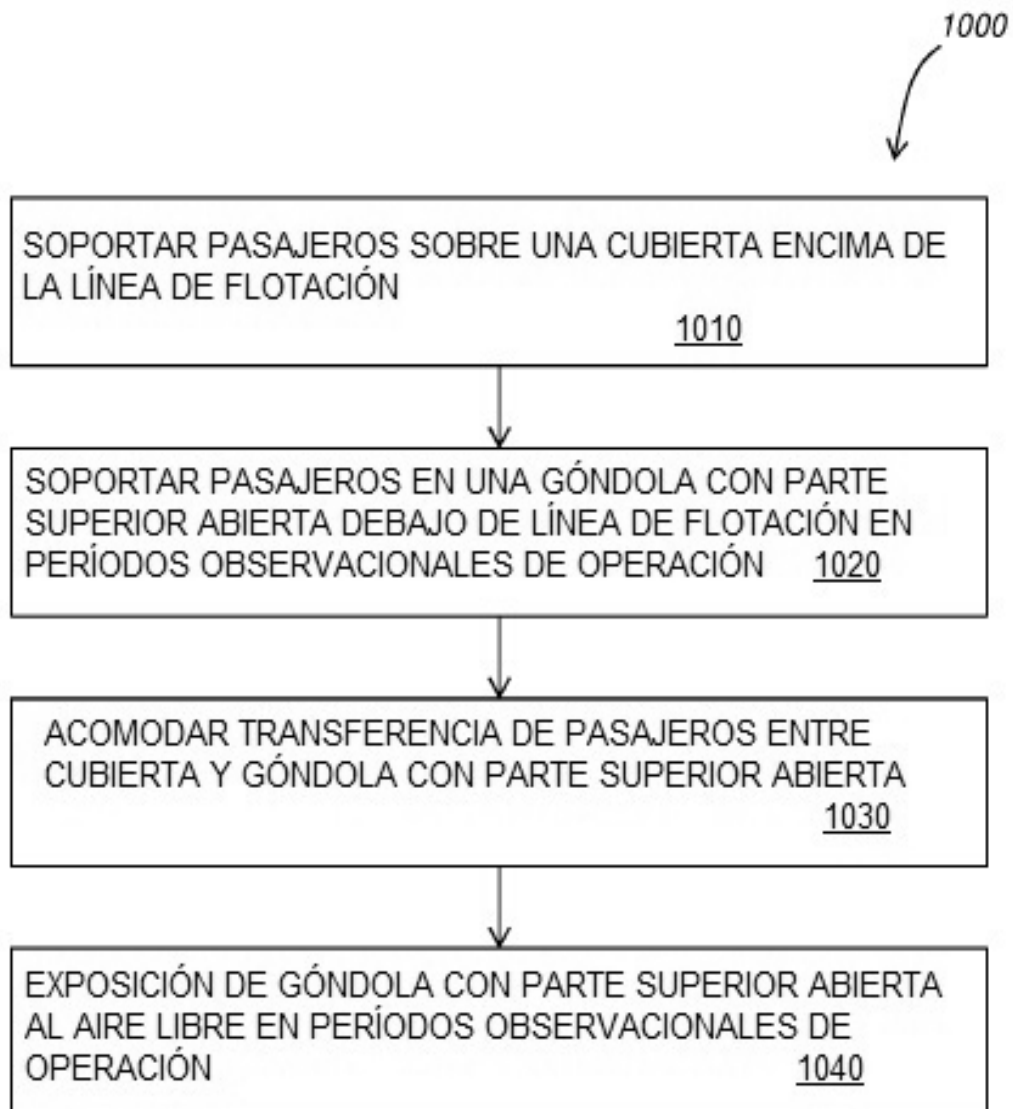 1000
SOPORTAR PASAJEROS SOBRE UNA CUBIERTA ENCIMA DE
LA LÍNEA DE FLOTACIÓN
1010
SOPORTAR PASAJEROS EN UNA GÓNDOLA CON PARTE
SUPERIOR ABIERTA DEBAJO DE LÍNEA DE FLOTACIÓN EN
PERÍODOS OBSERVACIONALES DE OPERACIÓN 1020
ACOMODAR TRANSFERENCIA DE PASAJEROS ENTRE
CUBIERTA Y GÓNDOLA CON PARTE SUPERIOR ABIERTA
1030
EXPOSICIÓN DE GÓNDOLA CON PARTE SUPERIOR ABIERTA
AL AIRE LIBRE EN PERÍODOS OBSERVACIONALES DE
OPERACIÓN 1040